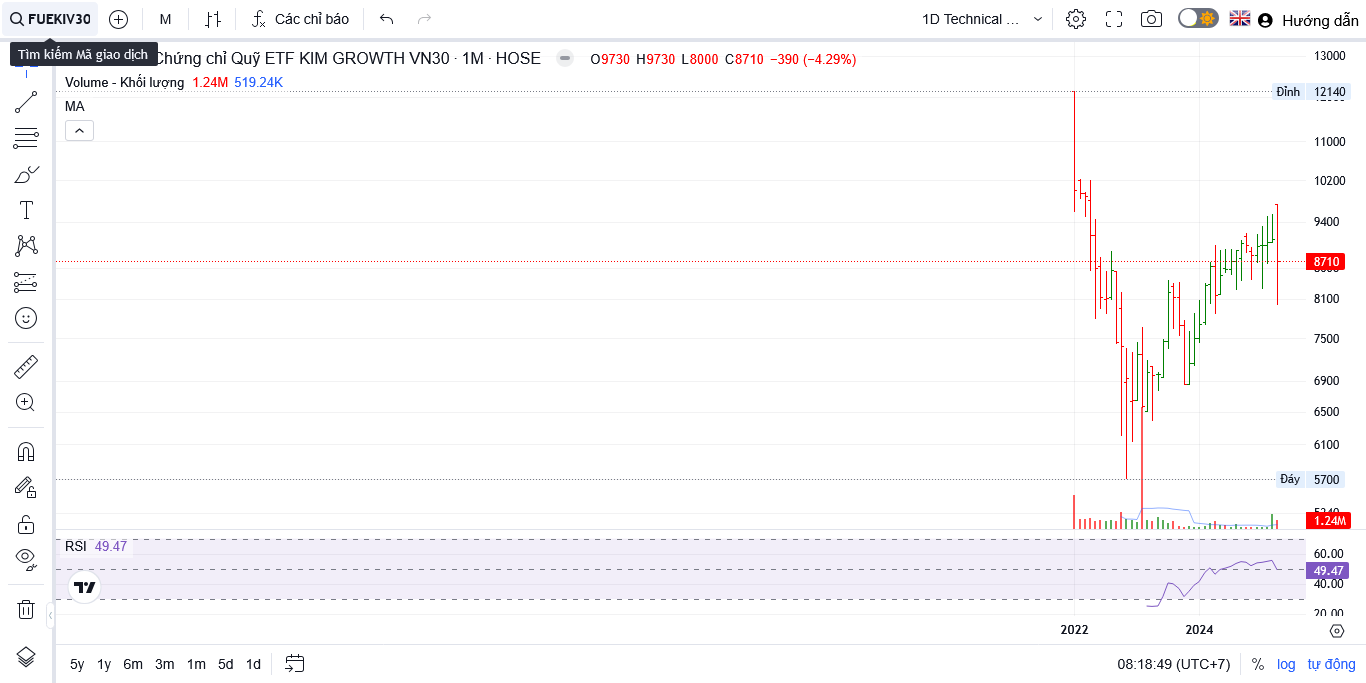 FUEKIV30 M Các chỉ báo 1D Technical ... Hướng dẫn
Tìm kiếm Mã giao dịch
Chứng chỉ Quỹ ETF KIM GROWTH VN30 · 1M · HOSE O9730 H9730 L8000 C8710 −390 (−4.29%)
Volume - Khối lượng 1.24M 519.24K
MA
13000
Đỉnh 12140
11000
10200
9400
8710
8100
7500
6900
6500
6100
Đáy 5700
1.24M
RSI 49.47
60.00
49.47
40.00
20.00
2022 2024
5y 1y 6m 3m 1m 5d 1d 08:18:49 (UTC+7) % log tự động